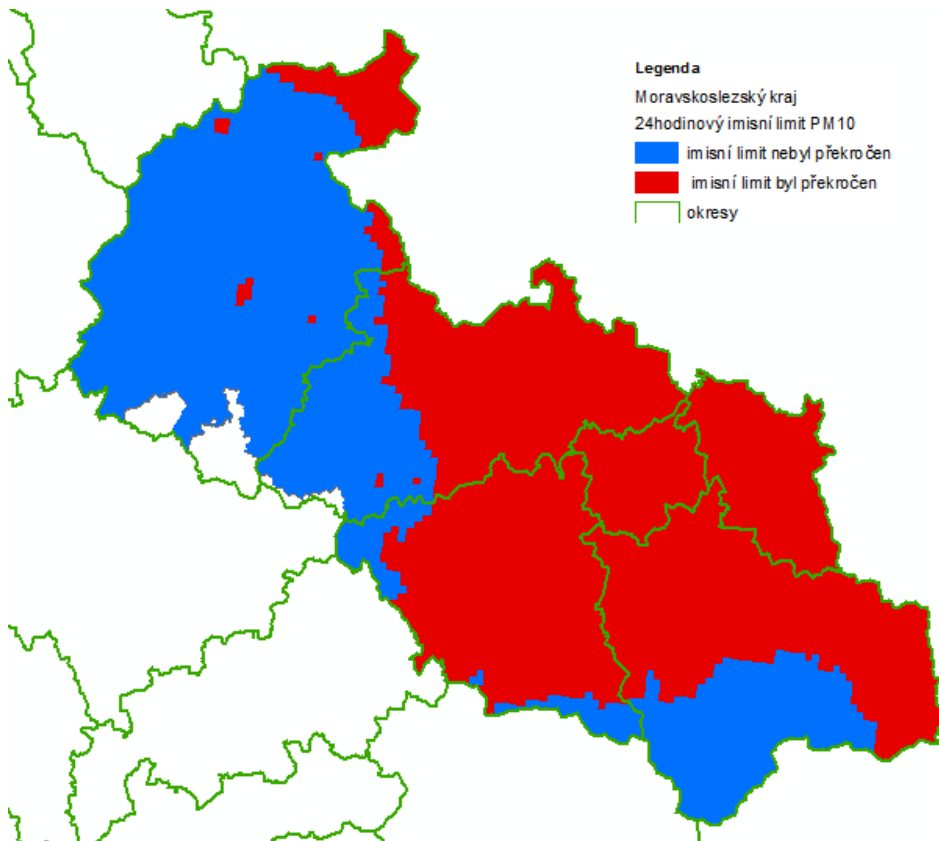 Legenda
Moravskoslezský kraj
24hodinový imisní limit PM10
imisní limit nebyl překročen
imisní limit byl překročen
okresy